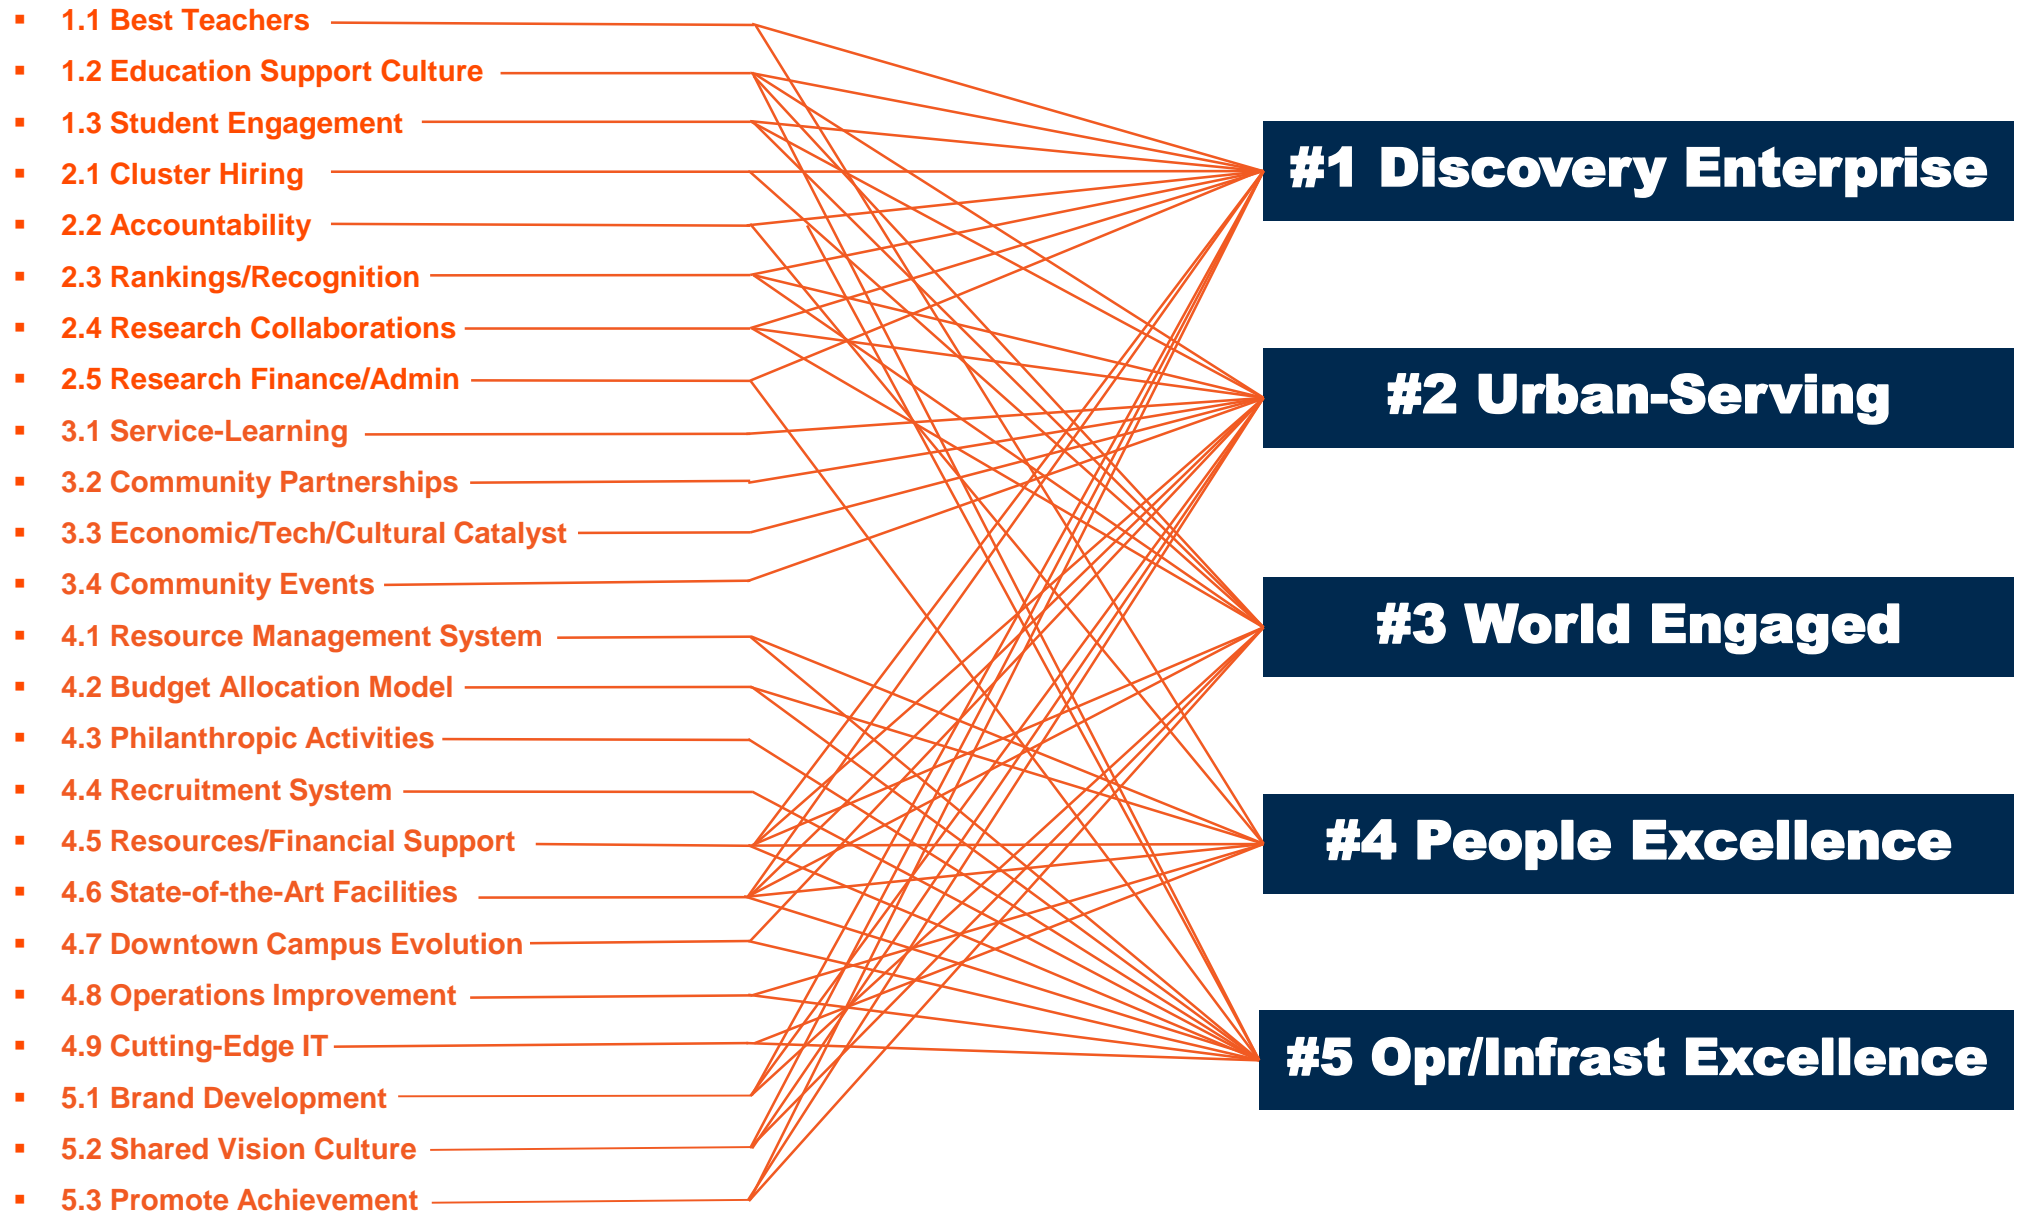 ▪ 1.1 Best Teachers
▪ 1.2 Education Support Culture
▪ 1.3 Student Engagement
▪ 2.1 Cluster Hiring
▪ 2.2 Accountability
▪ 2.3 Rankings/Recognition
▪ 2.4 Research Collaborations
▪ 2.5 Research Finance/Admin
▪ 3.1 Service-Learning
▪ 3.2 Community Partnerships
▪ 3.3 Economic/Tech/Cultural Catalyst
▪ 3.4 Community Events
▪ 4.1 Resource Management System
▪ 4.2 Budget Allocation Model
▪ 4.3 Philanthropic Activities
▪ 4.4 Recruitment System
▪ 4.5 Resources/Financial Support
▪ 4.6 State-of-the-Art Facilities
▪ 4.7 Downtown Campus Evolution
▪ 4.8 Operations Improvement
▪ 4.9 Cutting-Edge IT
▪ 5.1 Brand Development
▪ 5.2 Shared Vision Culture
▪ 5.3 Promote Achievement
#1 Discovery Enterprise
#2 Urban-Serving
#3 World Engaged
#4 People Excellence
#5 Opr/Infrast Excellence